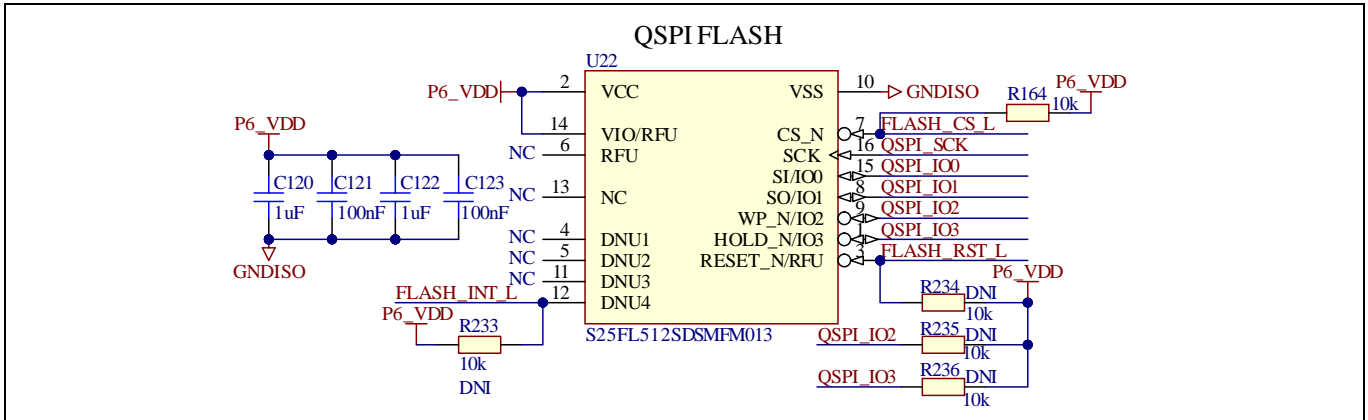 QSPI FLASH
U22
P6_VDD 2 VCC VSS 10 GNDISO R164 P6_VDD
10k
P6_VDD 14 VIO/RFU CS_N 7 FLASH_CS_L
NC 6 RFU SCK 16 QSPI_SCK
SI/IO0 15 QSPI_IO0
C120 C121 C122 C123 NC 13 NC SO/IO1 8 QSPI_IO1
1uF 100nF 1uF 100nF WP_N/IO2 9 QSPI_IO2
NC 4 DNU1 HOLD_N/IO3 1 QSPI_IO3
NC 5 DNU2 RESET_N/RFU 3 FLASH_RST_L
GNDISO NC 11 DNU3 P6_VDD
FLASH_INT_L 12 DNU4 R234 DNI
P6_VDD 10k
R233 S25FL512SDSMFM013 QSPI_IO2 R235 DNI
10k 10k
DNI QSPI_IO3 R236 DNI
10k